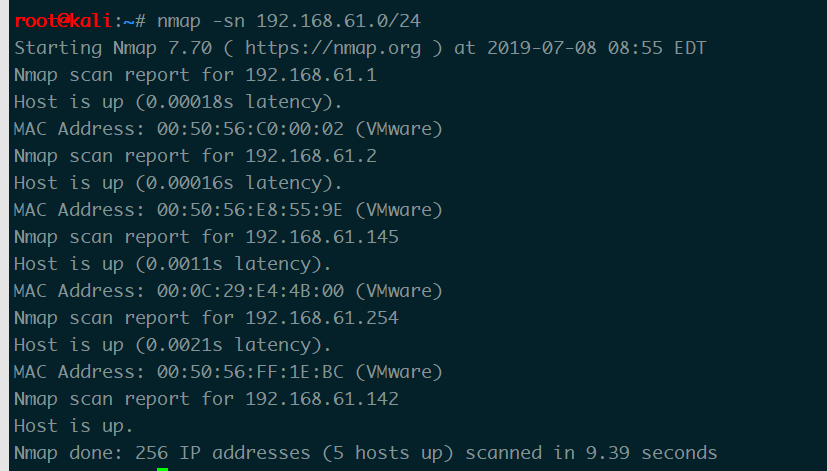 root@kali:~# nmap -sn 192.168.61.0/24
Starting Nmap 7.70 ( https://nmap.org ) at 2019-07-08 08:55 EDT
Nmap scan report for 192.168.61.1
Host is up (0.00018s latency).
MAC Address: 00:50:56:C0:00:02 (VMware)
Nmap scan report for 192.168.61.2
Host is up (0.00016s latency).
MAC Address: 00:50:56:E8:55:9E (VMware)
Nmap scan report for 192.168.61.145
Host is up (0.0011s latency).
MAC Address: 00:0C:29:E4:4B:00 (VMware)
Nmap scan report for 192.168.61.254
Host is up (0.0021s latency).
MAC Address: 00:50:56:FF:1E:BC (VMware)
Nmap scan report for 192.168.61.142
Host is up.
Nmap done: 256 IP addresses (5 hosts up) scanned in 9.39 seconds